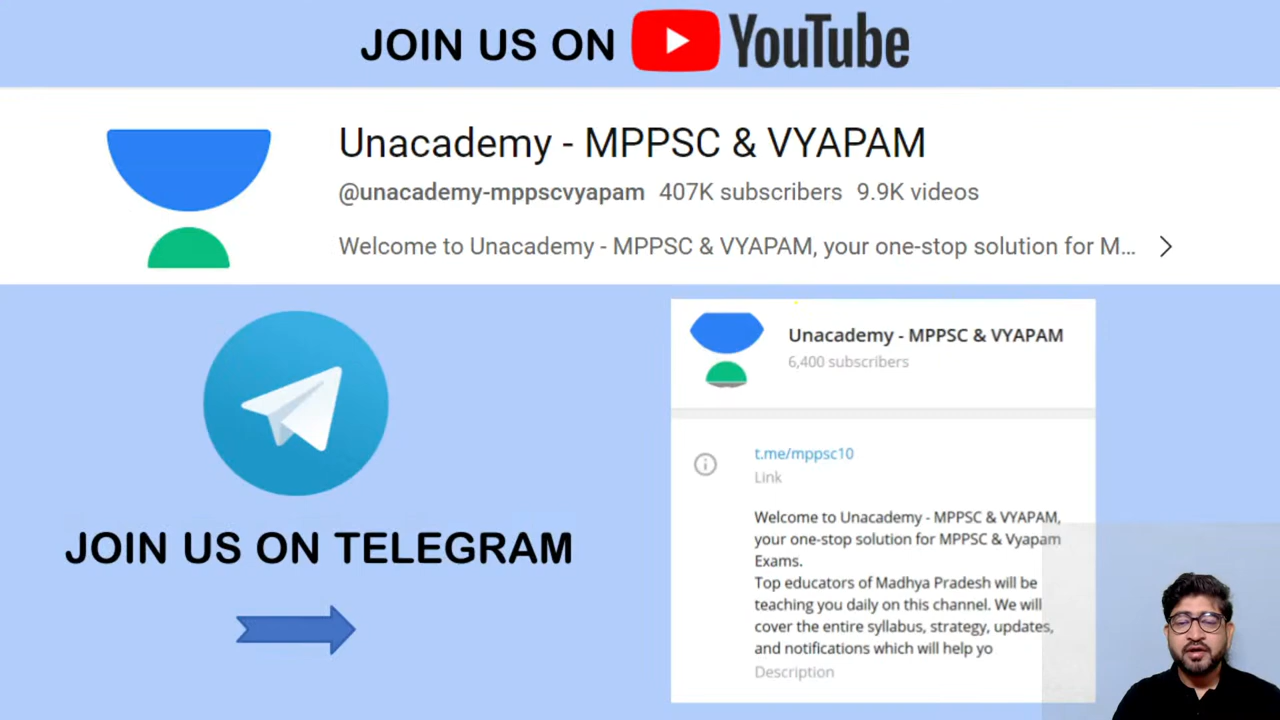 JOIN US ON YouTube
Unacademy - MPPSC & VYAPAM
@unacademy-mppscvyapam 407K subscribers 9.9K videos
Welcome to Unacademy - MPPSC & VYAPAM, your one-stop solution for M...
JOIN US ON TELEGRAM
Unacademy - MPPSC & VYAPAM
6,400 subscribers
t.me/mppsc10
Link
Welcome to Unacademy - MPPSC & VYAPAM,
your one-stop solution for MPPSC & Vyapam
Exams.
Top educators of Madhya Pradesh will be
teaching you daily on this channel. We will
cover the entire syllabus, strategy, updates,
and notifications which will help yo
Description